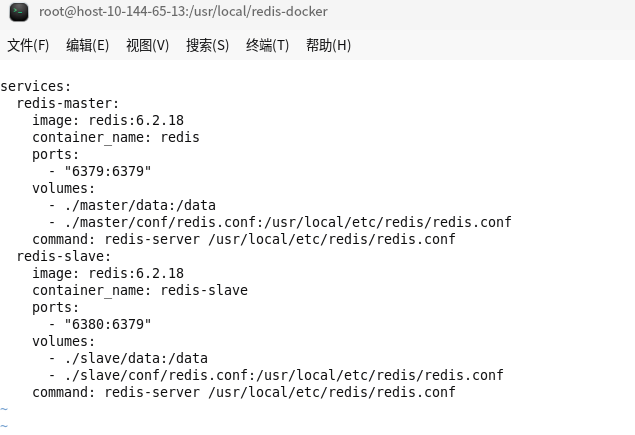 root@host-10-144-65-13:/usr/local/redis-docker
文件(F) 编辑(E) 视图(V) 搜索(S) 终端(T) 帮助(H)
services:
  redis-master:
    image: redis:6.2.18
    container_name: redis
    ports:
      - "6379:6379"
    volumes:
      - ./master/data:/data
      - ./master/conf/redis.conf:/usr/local/etc/redis/redis.conf
    command: redis-server /usr/local/etc/redis/redis.conf
  redis-slave:
    image: redis:6.2.18
    container_name: redis-slave
    ports:
      - "6380:6379"
    volumes:
      - ./slave/data:/data
      - ./slave/conf/redis.conf:/usr/local/etc/redis/redis.conf
    command: redis-server /usr/local/etc/redis/redis.conf
~
~